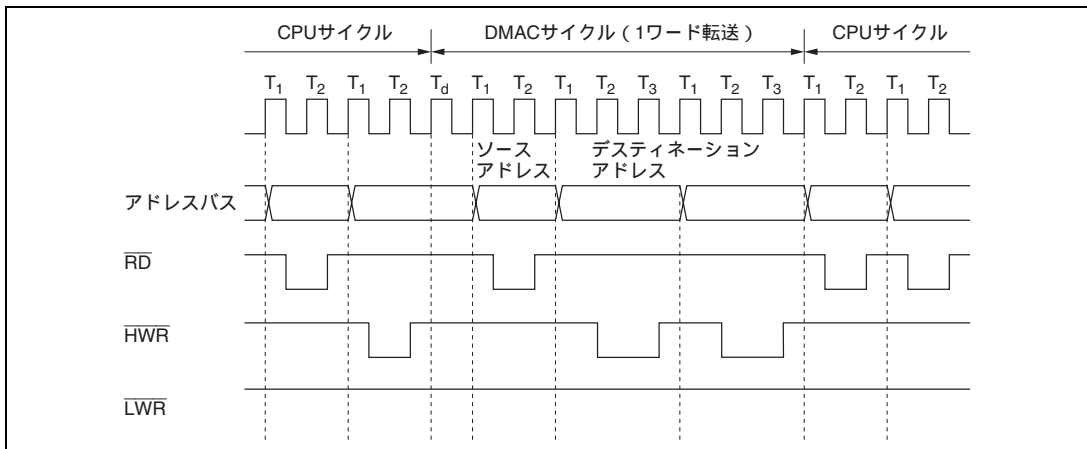 CPUサイクル DMACサイクル（1ワード転送） CPUサイクル
T1 T2 T1 T2 Td T1 T2 T1 T2 T3 T1 T2 T3 T1 T2 T1 T2
ソース デスティネーション
アドレス アドレス
アドレスバス
RD
HWR
LWR